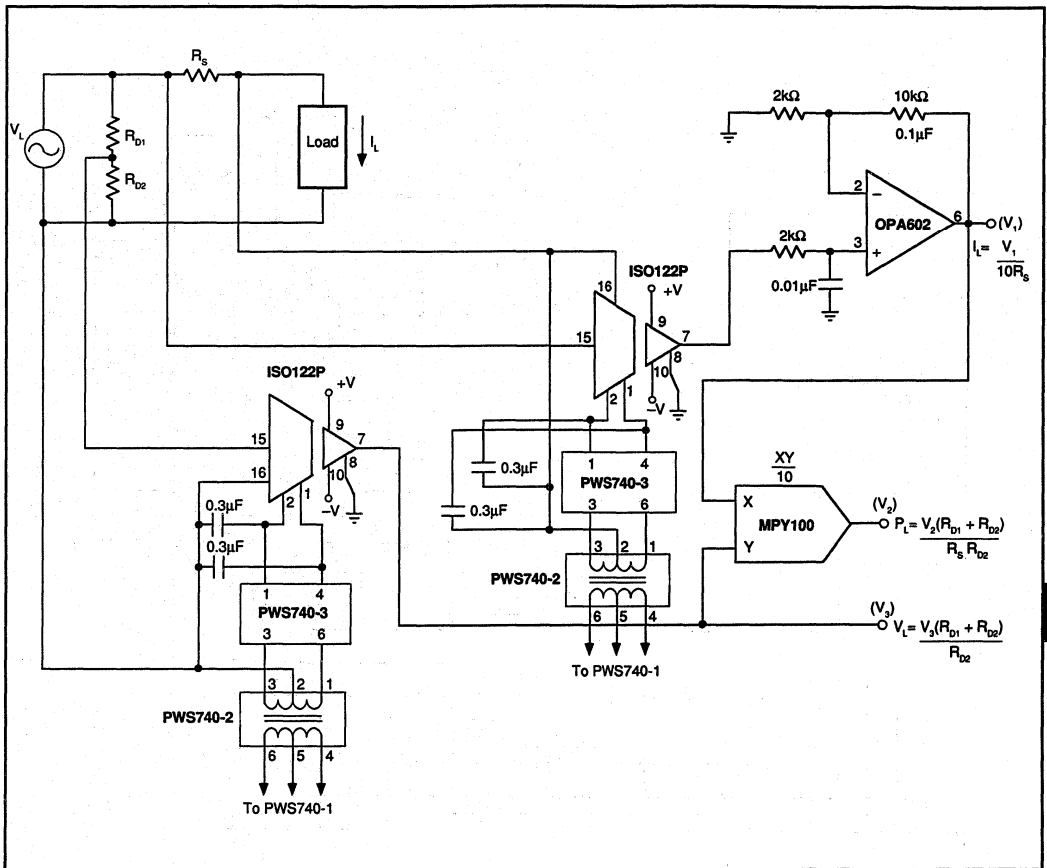 R_S
V_L
R_D1
R_D2
Load
I_L
2kΩ
10kΩ
0.1µF
2
−
OPA602
6
(V_1)
3
+
I_L= V_1
10R_S
2kΩ
0.01µF
ISO122P
+V
16
9
15
7
8
10
2
1
−V
ISO122P
+V
9
15
7
16
8
10
2
1
−V
0.3µF
0.3µF
1
4
PWS740-3
3
6
0.3µF
0.3µF
1
4
PWS740-3
3
6
XY
10
X
MPY100
Y
(V_2)
P_L= V_2(R_D1 + R_D2)
R_S R_D2
3
2
1
PWS740-2
6
5
4
To PWS740-1
(V_3)
V_L= V_3(R_D1 + R_D2)
R_D2
3
2
1
PWS740-2
6
5
4
To PWS740-1